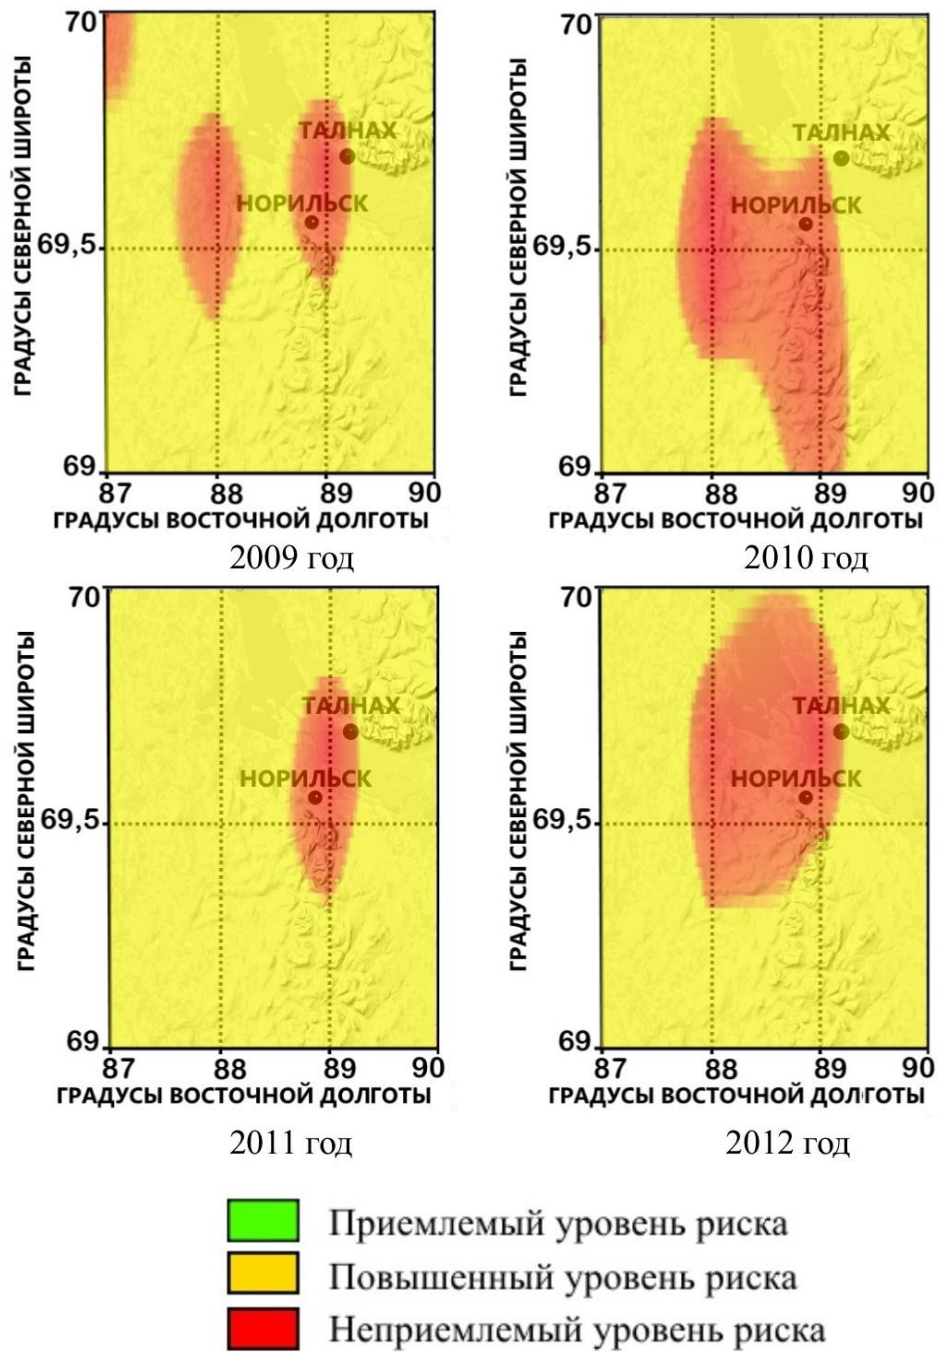 70
ТАЛНАХ
НОРИЛЬСК
69,5
69
87 88 89 90
ГРАДУСЫ СЕВЕРНОЙ ШИРОТЫ
ГРАДУСЫ ВОСТОЧНОЙ ДОЛГОТЫ
2009 год
70
ТАЛНАХ
НОРИЛЬСК
69,5
69
87 88 89 90
ГРАДУСЫ СЕВЕРНОЙ ШИРОТЫ
ГРАДУСЫ ВОСТОЧНОЙ ДОЛГОТЫ
2010 год
70
ТАЛНАХ
НОРИЛЬСК
69,5
69
87 88 89 90
ГРАДУСЫ СЕВЕРНОЙ ШИРОТЫ
ГРАДУСЫ ВОСТОЧНОЙ ДОЛГОТЫ
2011 год
70
ТАЛНАХ
НОРИЛЬСК
69,5
69
87 88 89 90
ГРАДУСЫ СЕВЕРНОЙ ШИРОТЫ
ГРАДУСЫ ВОСТОЧНОЙ ДОЛГОТЫ
2012 год
Приемлемый уровень риска
Повышенный уровень риска
Неприемлемый уровень риска